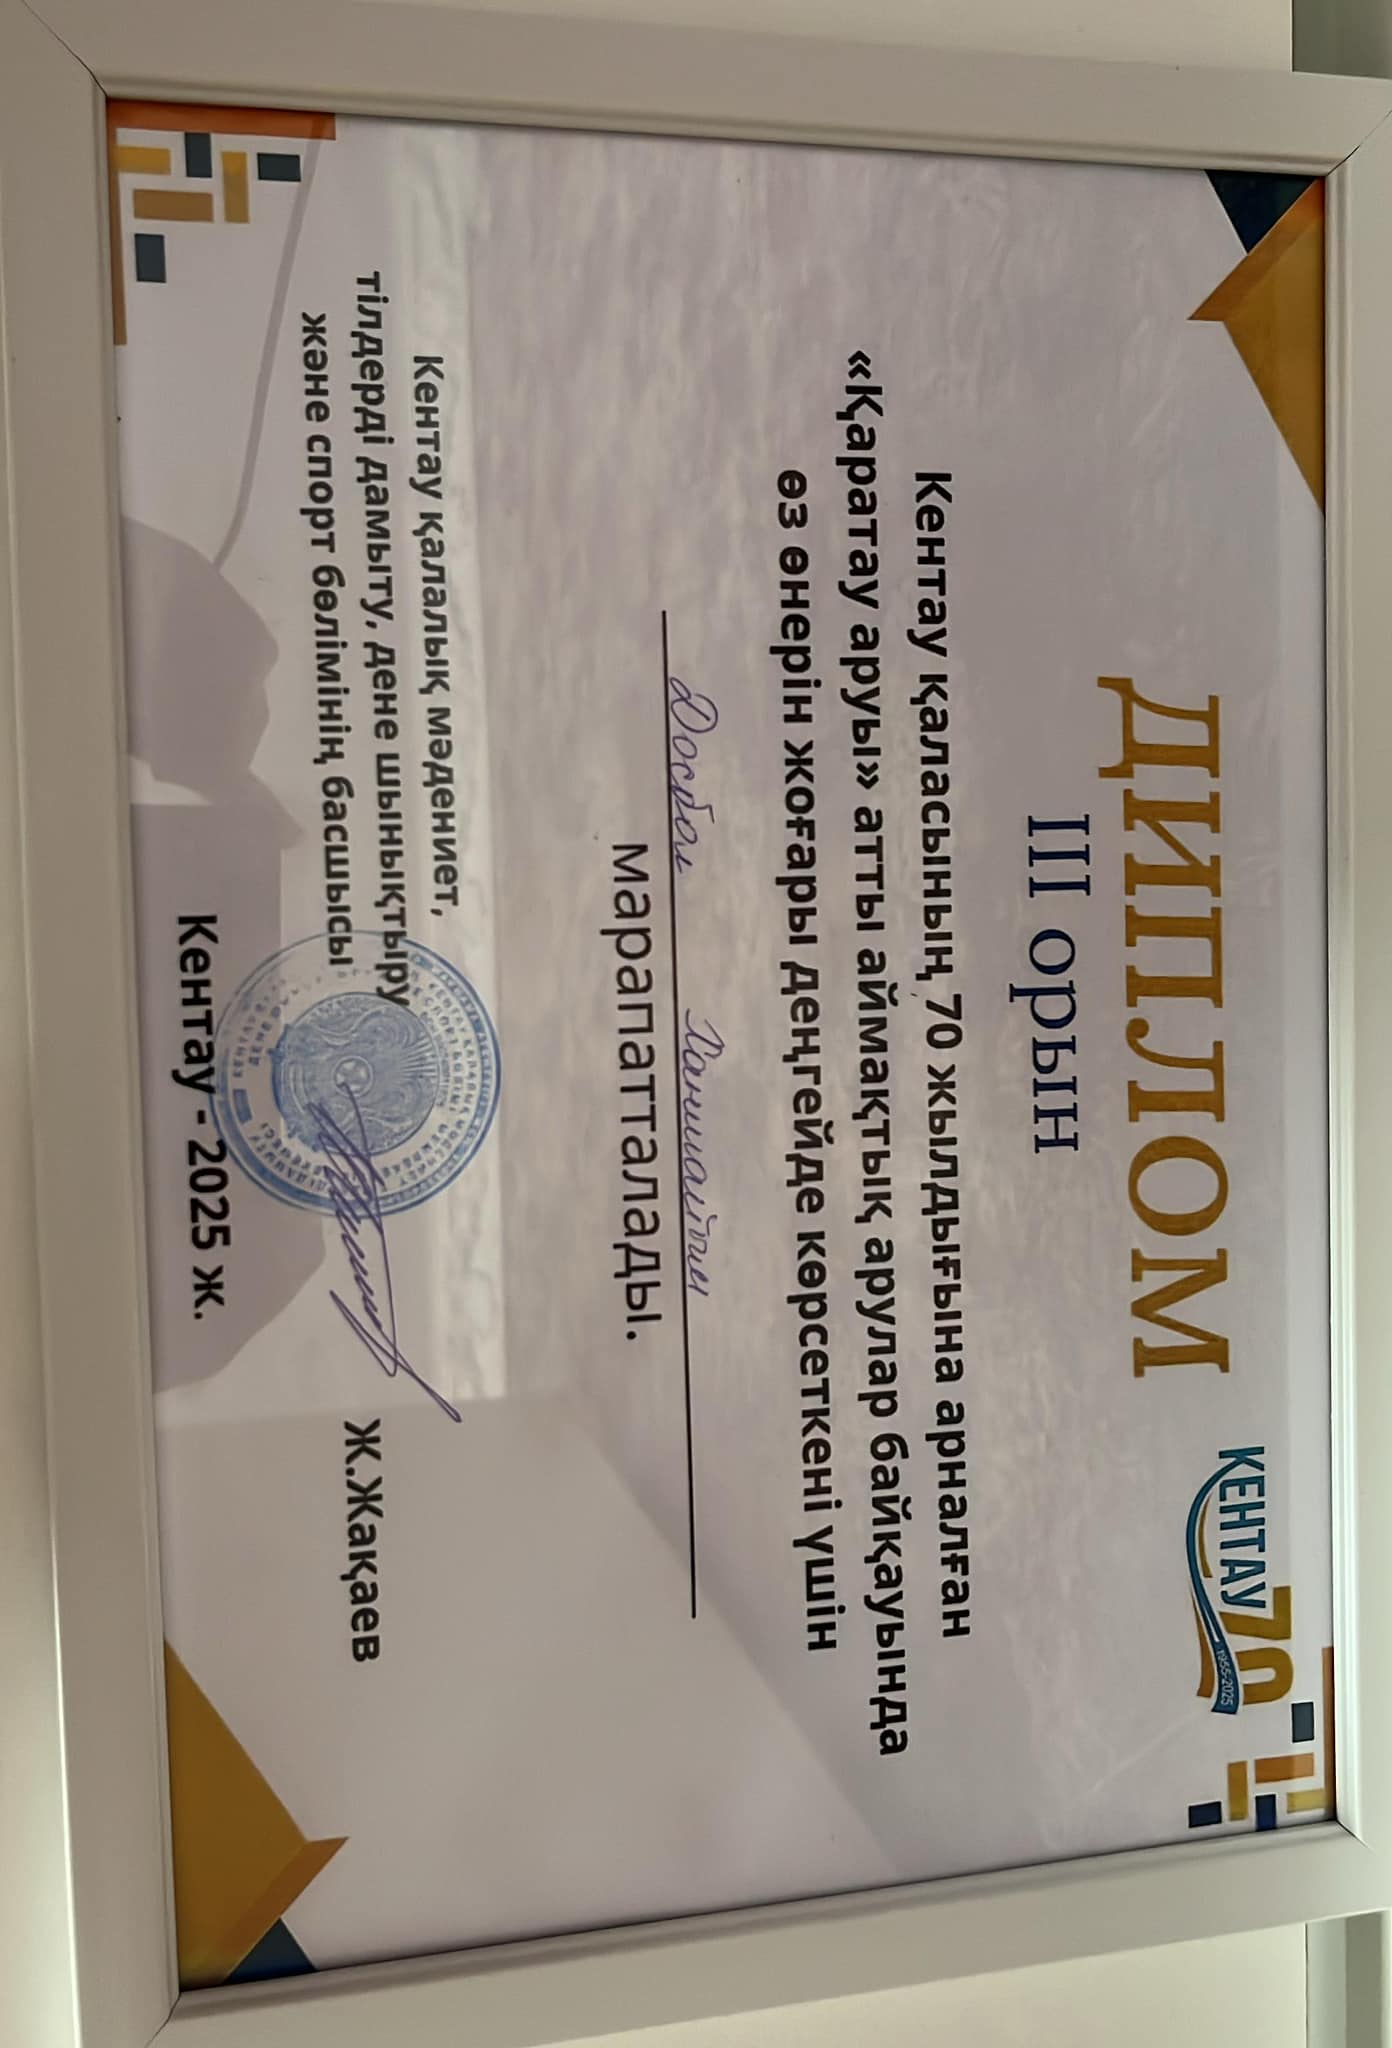 ДИПЛОМ
КЕНТАУ 70
1955-2025
III орын
Кентау қаласының 70 жылдығына арналған
«Қаратау аруы» атты аймақтық арулар байқауында
өз өнерін жоғары деңгейде көрсеткені үшін
Досбол Ханшайым
марапатталады.
Кентау қалалық мәдениет,
тілдерді дамыту, дене шынықтыру
және спорт бөлімінің басшысы
Ж.Жақаев
Кентау - 2025 ж.